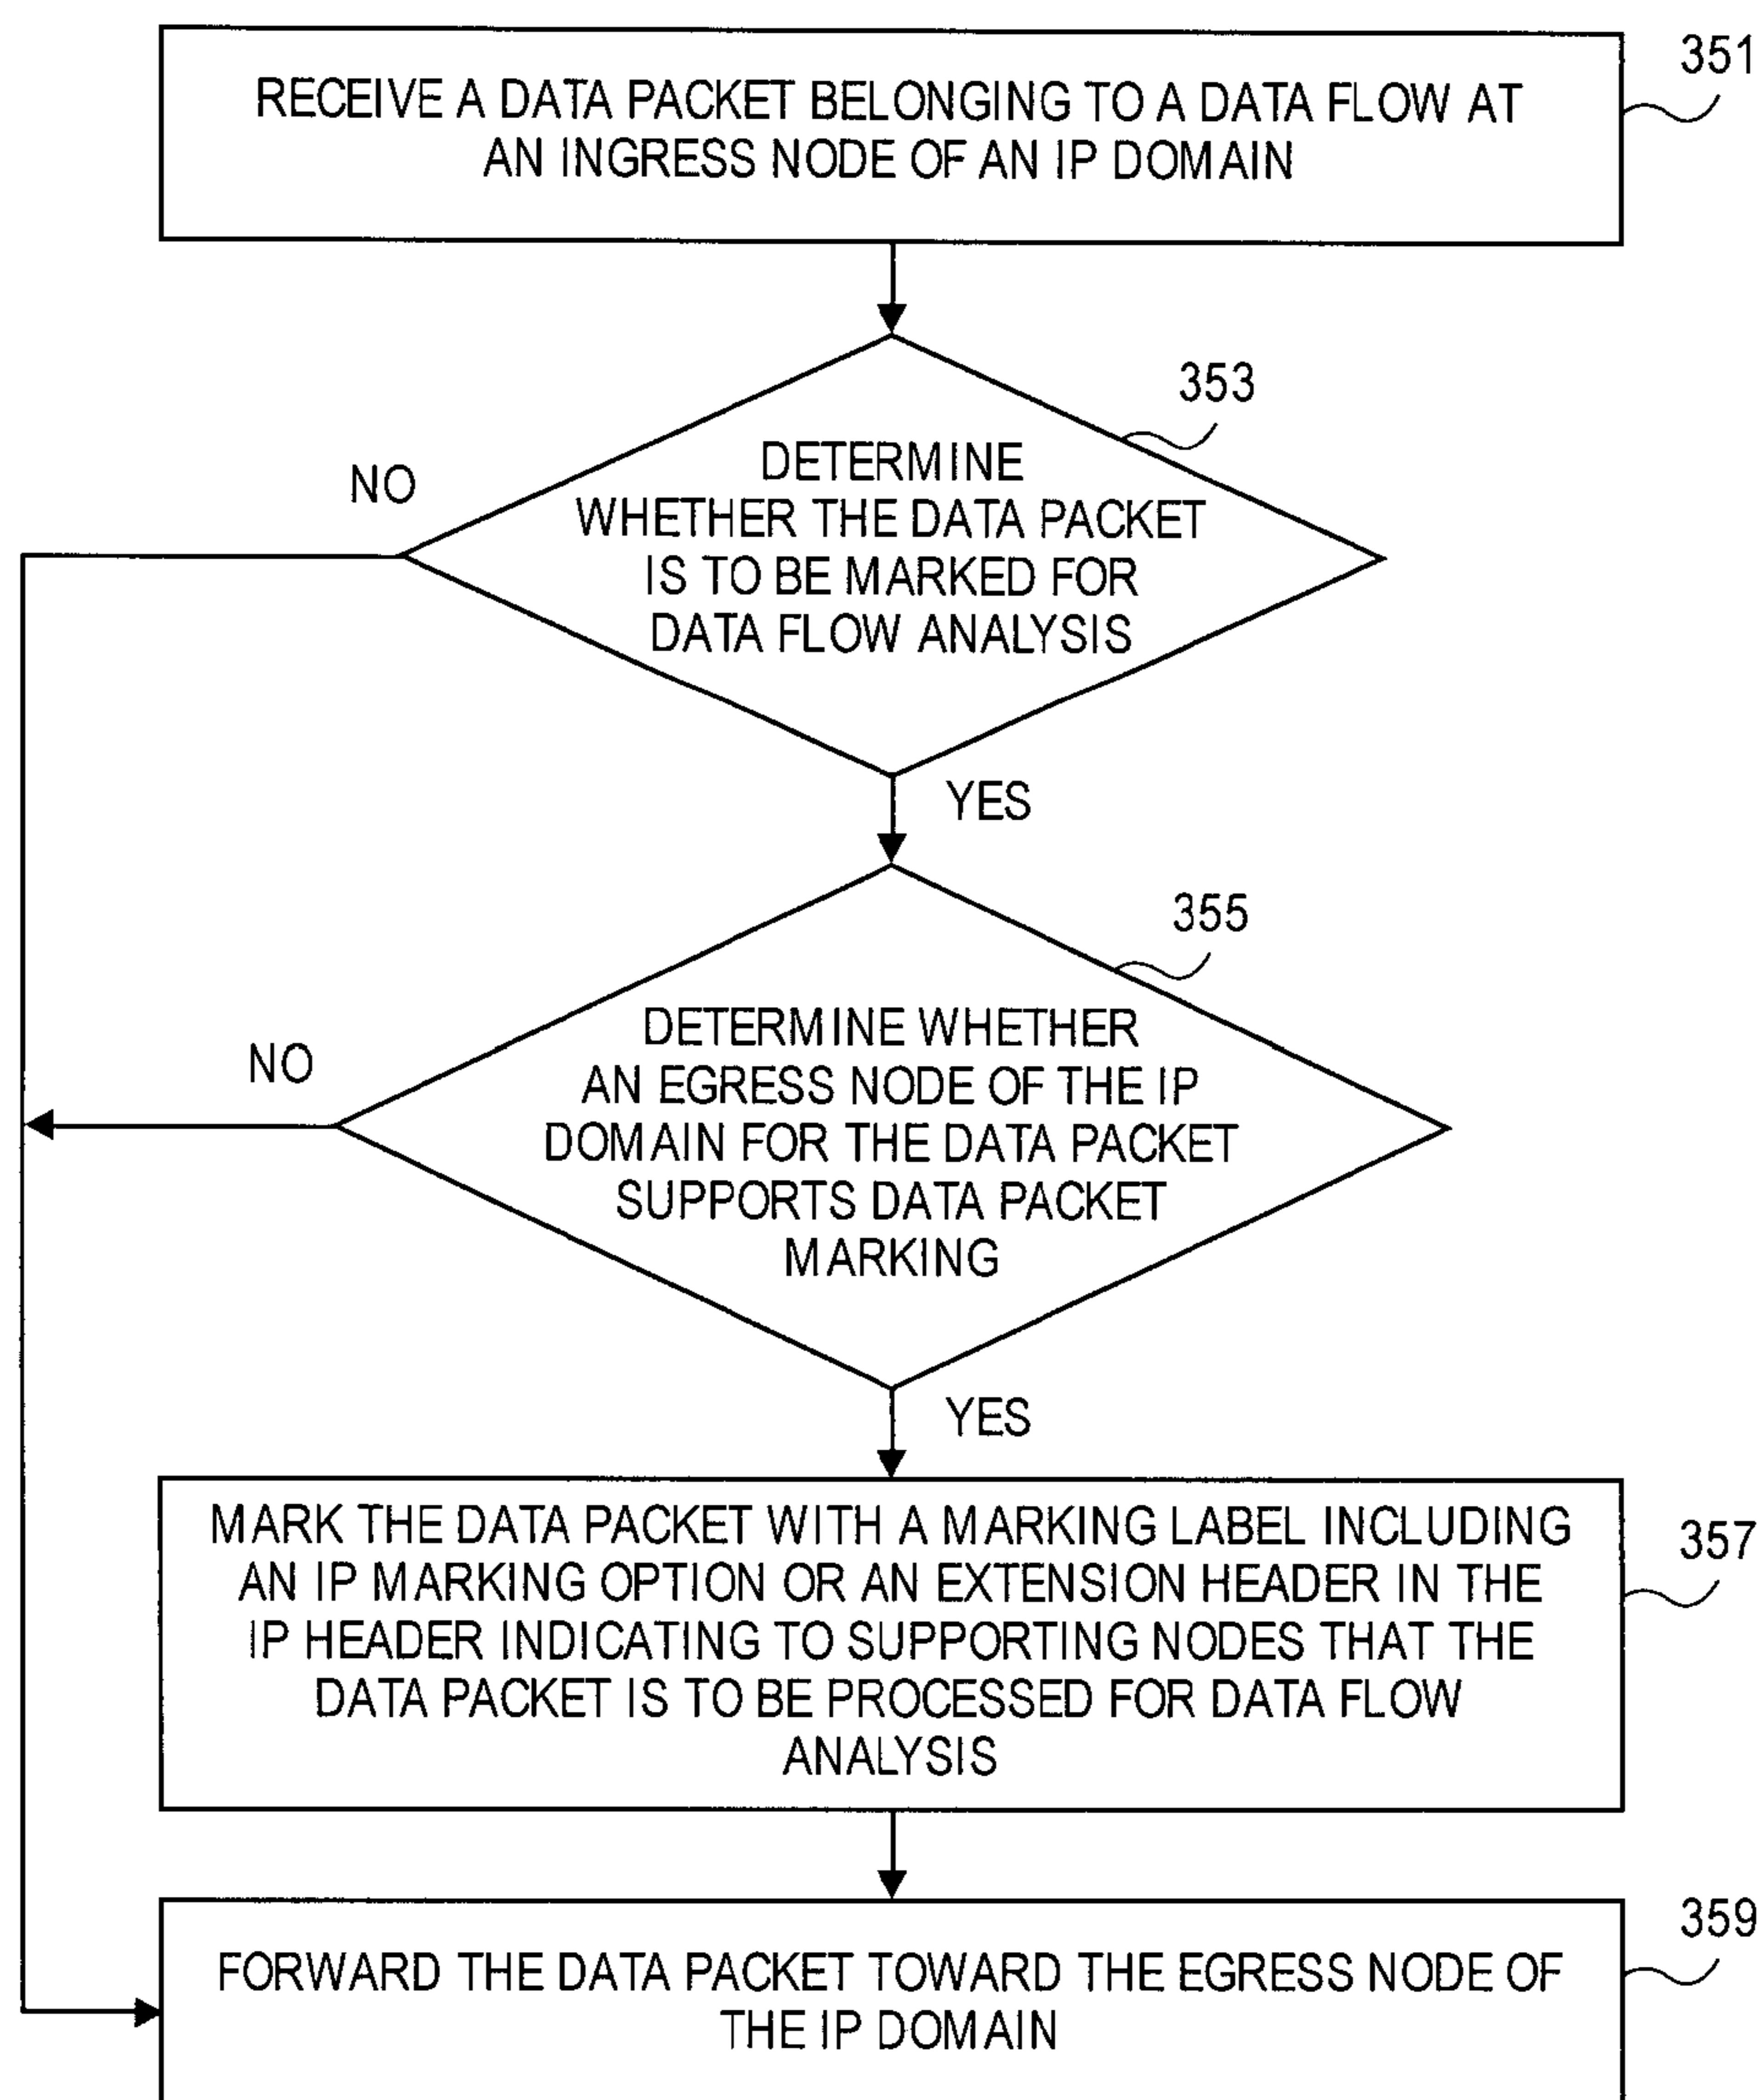 351
RECEIVE A DATA PACKET BELONGING TO A DATA FLOW AT
AN INGRESS NODE OF AN IP DOMAIN
353
NO
DETERMINE
WHETHER THE DATA PACKET
IS TO BE MARKED FOR
DATA FLOW ANALYSIS
YES
355
NO
DETERMINE WHETHER
AN EGRESS NODE OF THE IP
DOMAIN FOR THE DATA PACKET
SUPPORTS DATA PACKET
MARKING
YES
MARK THE DATA PACKET WITH A MARKING LABEL INCLUDING
AN IP MARKING OPTION OR AN EXTENSION HEADER IN THE
IP HEADER INDICATING TO SUPPORTING NODES THAT THE
DATA PACKET IS TO BE PROCESSED FOR DATA FLOW
ANALYSIS
357
359
FORWARD THE DATA PACKET TOWARD THE EGRESS NODE OF
THE IP DOMAIN